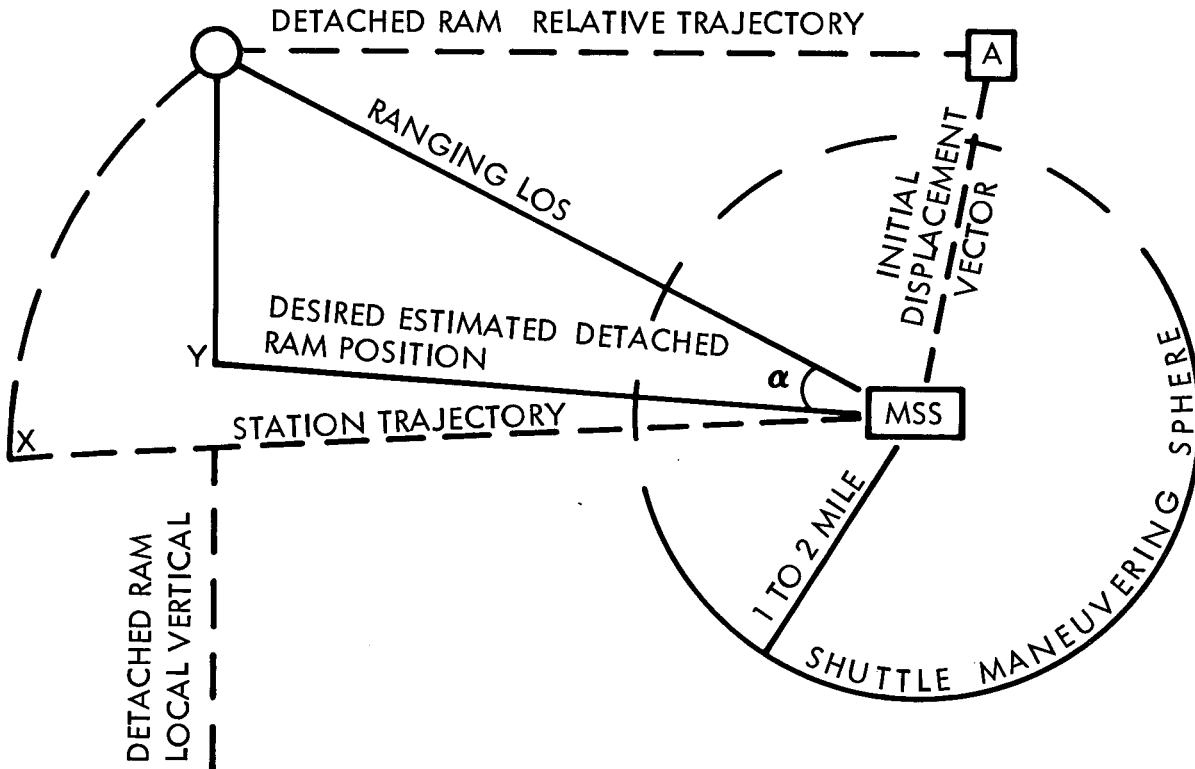 DETACHED RAM RELATIVE TRAJECTORY
A
RANGING LOS
INITIAL
DISPLACEMENT
VECTOR
DESIRED ESTIMATED DETACHED
RAM POSITION
Y
α
MSS
STATION TRAJECTORY
X
1 TO 2 MILE
SHUTTLE MANEUVERING SPHERE
DETACHED RAM
LOCAL VERTICAL